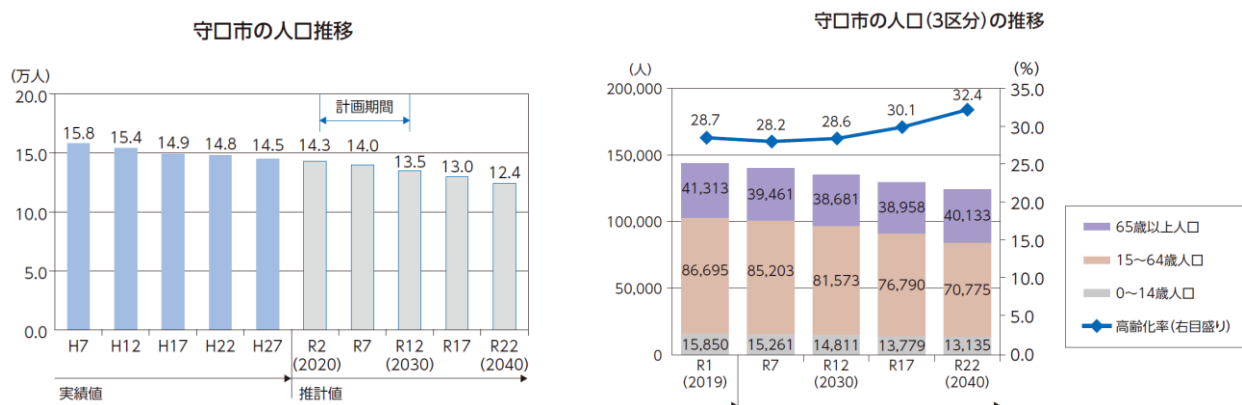 守口市の人口推移
(万人)
20.0
15.0
10.0
5.0
0.0
計画期間
15.8 15.4 14.9 14.8 14.5 14.3 14.0 13.5 13.0 12.4
H7 H12 H17 H22 H27 R2 R7 R12 R17 R22
(2020) (2030) (2040)
実績値 推計値
守口市の人口(3区分)の推移
(人) (%)
200,000 35.0
30.0
150,000
25.0
100,000 20.0
15.0
50,000 10.0
5.0
0 0.0
28.7 28.2 28.6 30.1 32.4
41,313 39,461 38,681 38,958 40,133
86,695 85,203 81,573 76,790 70,775
15,850 15,261 14,811 13,779 13,135
R1 R7 R12 R17 R22
(2019) (2030) (2040)
65歳以上人口
15~64歳人口
0~14歳人口
高齢化率(右目盛り)